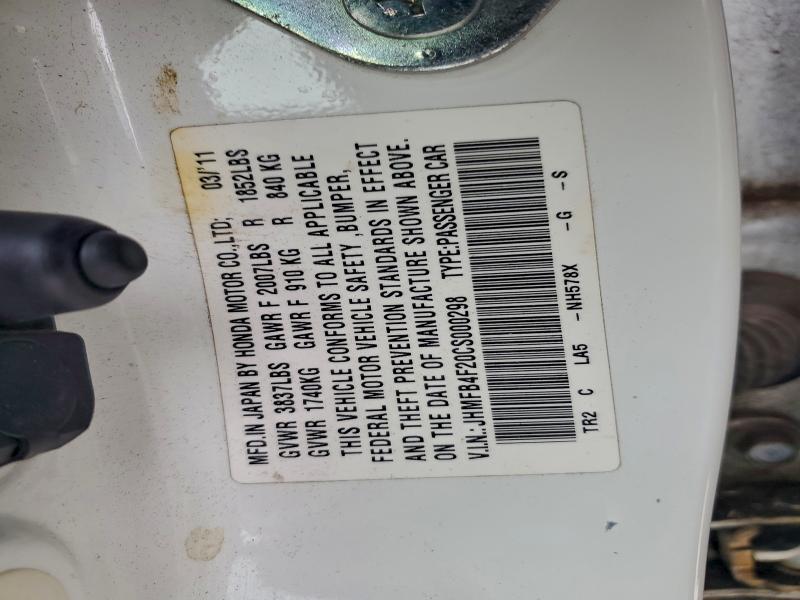 MFD.IN JAPAN BY HONDA MOTOR CO.,LTD; 03/'11
GVWR 3837LBS GAWR F 2007LBS R 1852LBS
GVWR 1740KG GAWR F 910 KG R 840 KG
THIS VEHICLE CONFORMS TO ALL APPLICABLE
FEDERAL MOTOR VEHICLE SAFETY ,BUMPER,
AND THEFT PREVENTION STANDARDS IN EFFECT
ON THE DATE OF MANUFACTURE SHOWN ABOVE.
V.I.N.:JHMFB4F20CS000298 TYPE:PASSENGER CAR
TR2 C LA5 -NH578X -G -S